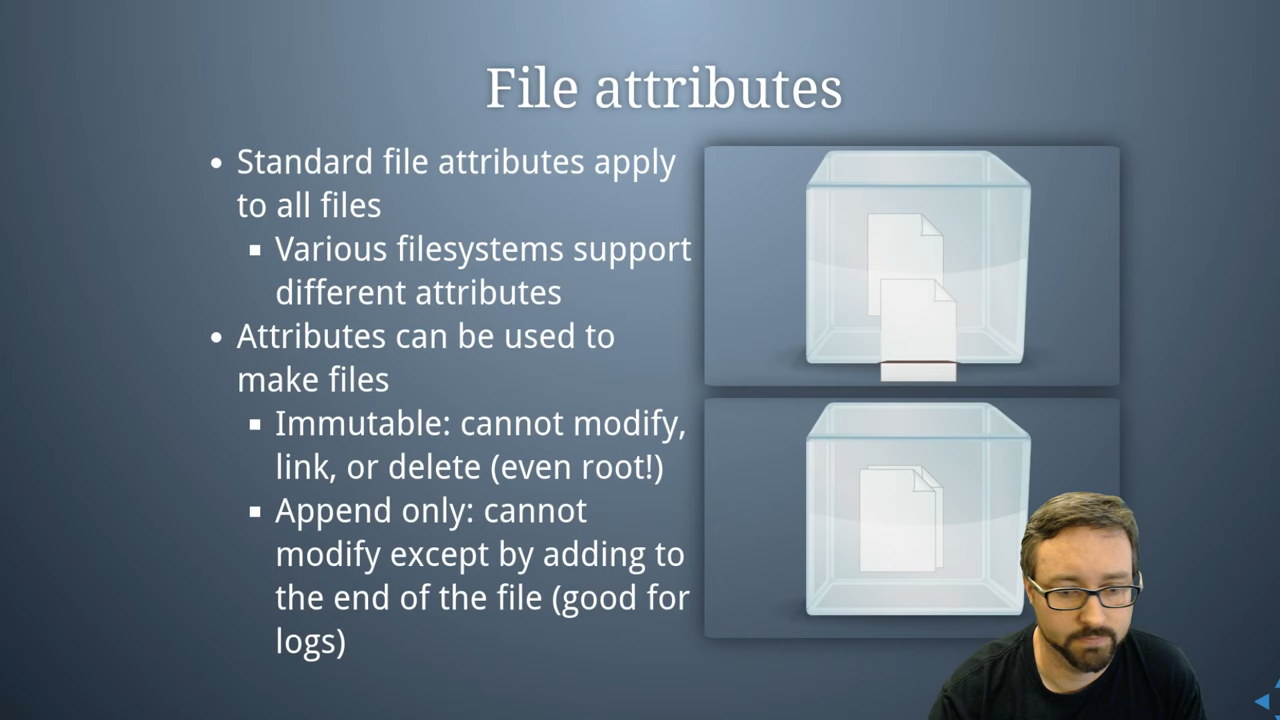 File attributes
• Standard file attributes apply
to all files
▪ Various filesystems support
different attributes
• Attributes can be used to
make files
▪ Immutable: cannot modify,
link, or delete (even root!)
▪ Append only: cannot
modify except by adding to
the end of the file (good for
logs)